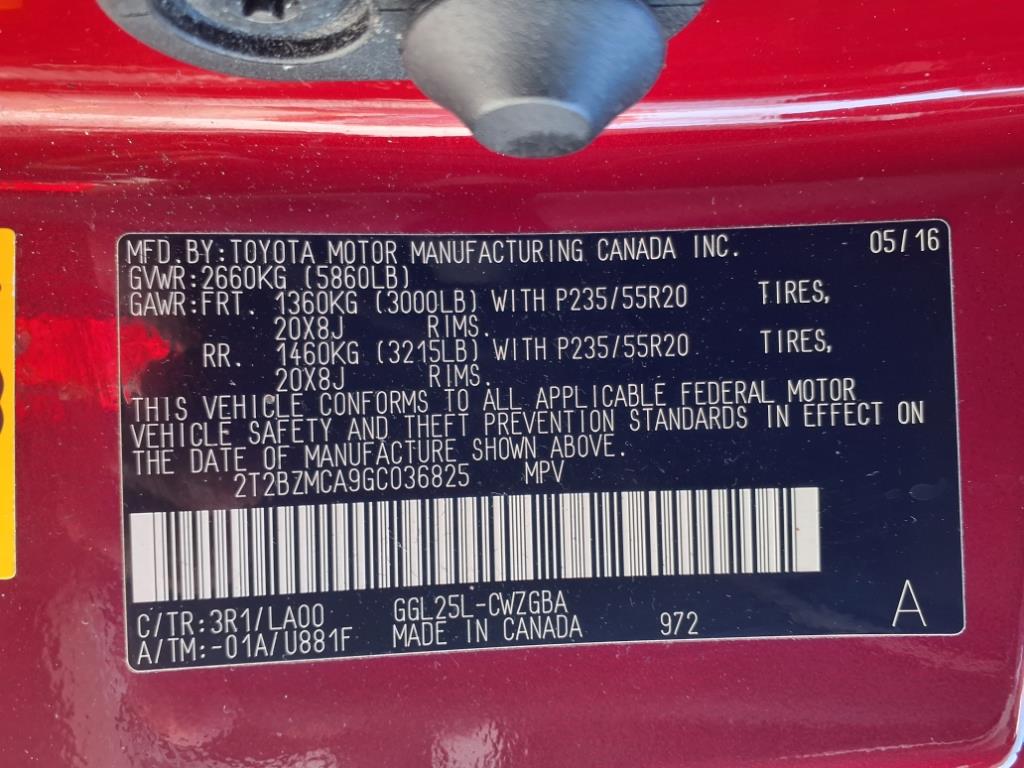 MFD.BY:TOYOTA MOTOR MANUFACTURING CANADA INC. 05/16
GVWR:2660KG (5860LB)
GAWR:FRT. 1360KG (3000LB) WITH P235/55R20 TIRES,
20X8J RIMS.
RR. 1460KG (3215LB) WITH P235/55R20 TIRES,
20X8J RIMS.
THIS VEHICLE CONFORMS TO ALL APPLICABLE FEDERAL MOTOR
VEHICLE SAFETY AND THEFT PREVENTION STANDARDS IN EFFECT ON
THE DATE OF MANUFACTURE SHOWN ABOVE.
2T2BZMCA9GC036825 MPV
C/TR:3R1/LA00 GGL25L-CWZGBA
A/TM:-01A/U881F MADE IN CANADA 972 A